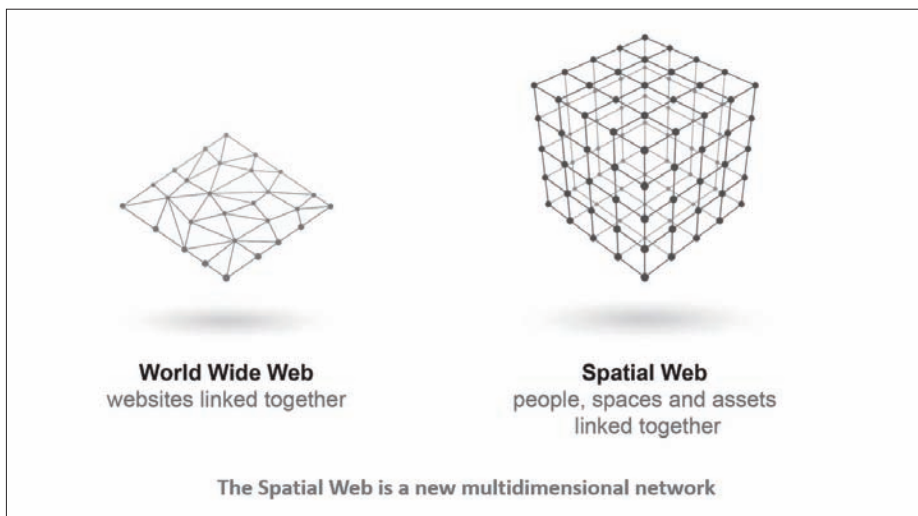 World Wide Web
websites linked together
Spatial Web
people, spaces and assets
linked together
The Spatial Web is a new multidimensional network